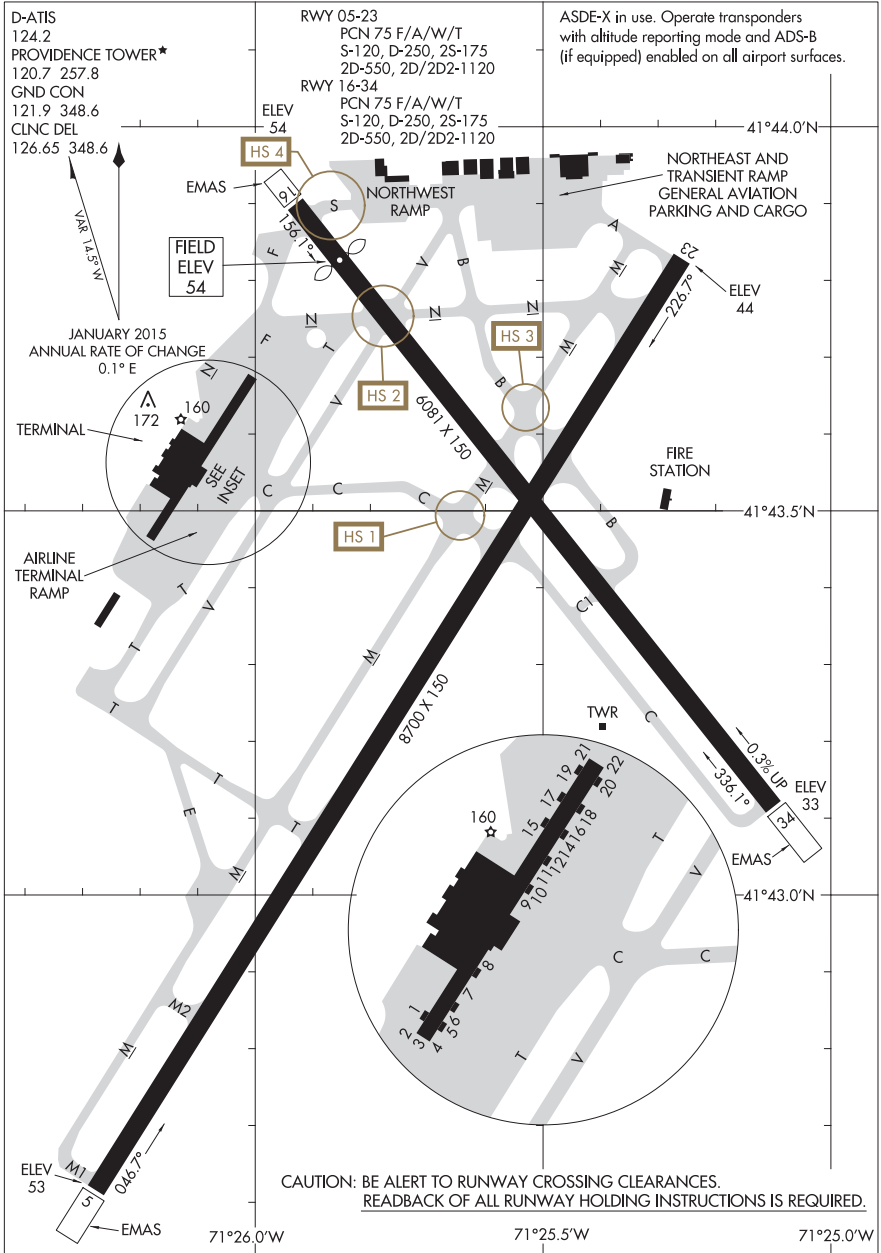 D-ATIS
124.2
PROVIDENCE TOWER★
120.7 257.8
GND CON
121.9 348.6
CLNC DEL
126.65 348.6
RWY 05-23
PCN 75 F/A/W/T
S-120, D-250, 2S-175
2D-550, 2D/2D2-1120
RWY 16-34
PCN 75 F/A/W/T
S-120, D-250, 2S-175
2D-550, 2D/2D2-1120
ASDE-X in use. Operate transponders
with altitude reporting mode and ADS-B
(if equipped) enabled on all airport surfaces.
VAR 14.5° W
JANUARY 2015
ANNUAL RATE OF CHANGE
0.1° E
ELEV
54
HS 4
EMAS
16
156.1°
S
FIELD
ELEV
54
NORTHWEST
RAMP
41°44.0'N
NORTHEAST AND
TRANSIENT RAMP
GENERAL AVIATION
PARKING AND CARGO
A
23
ELEV
44
226.7°
F
V
B
M
N
N
N
F
T
V
N
HS 3
M
HS 2
B
6081 X 150
172
160
TERMINAL
SEE
INSET
C
C
C
M
FIRE
STATION
41°43.5'N
HS 1
B
AIRLINE
TERMINAL
RAMP
T
V
T
C1
M
8700 X 150
T
C
TWR
0.3% UP
336.1°
ELEV
33
34
EMAS
T
E
T
M
41°43.0'N
160
21
22
19
20
17
18
15
16
14
12
11
10
9
8
7
6
5
4
3
2
1
T
V
C
C
T
V
M2
M
M1
ELEV
53
5
046.7°
EMAS
CAUTION: BE ALERT TO RUNWAY CROSSING CLEARANCES.
READBACK OF ALL RUNWAY HOLDING INSTRUCTIONS IS REQUIRED.
71°26.0'W
71°25.5'W
71°25.0'W